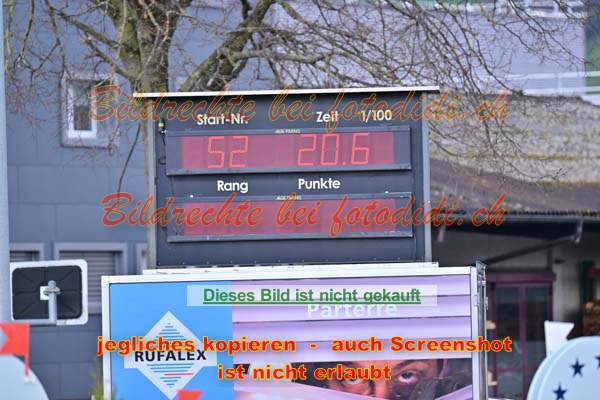 Bildrechte bei fotodidi.ch
Start-Nr. Zeit 1/100
52 20.6
Rang Punkte
Bildrechte bei fotodidi.ch
Dieses Bild ist nicht gekauft
Parterre
jegliches kopieren - auch Screenshot
RUFALEX
ist nicht erlaubt